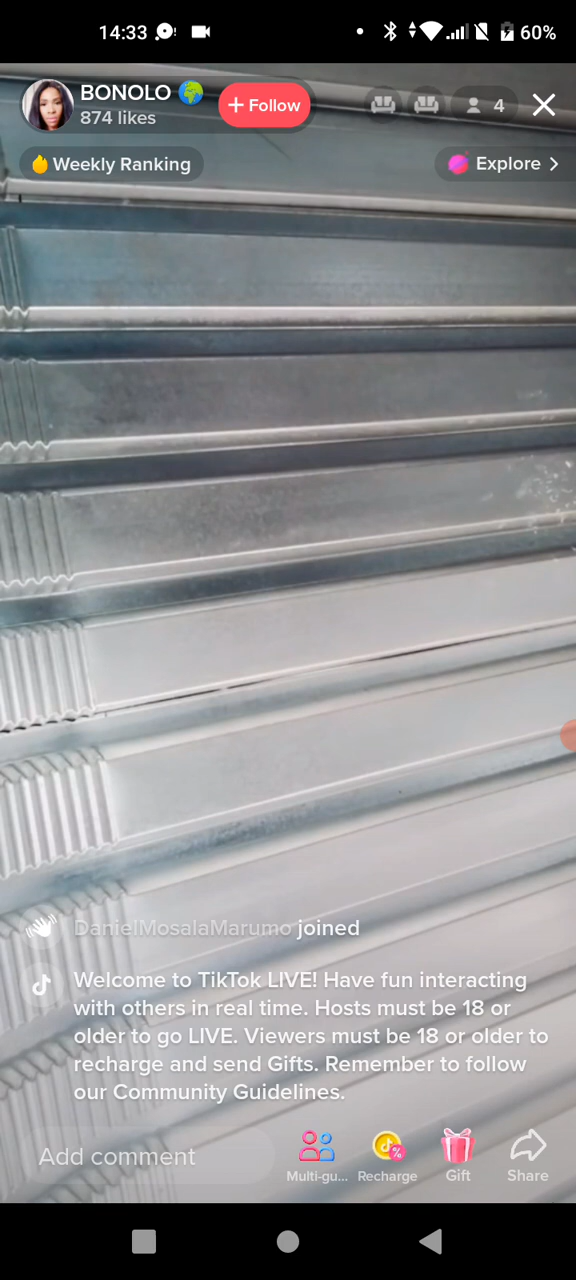 14:33
60%
BONOLO
874 likes
+ Follow
4
Weekly Ranking
Explore >
DanielMosalaMarumo joined
Welcome to TikTok LIVE! Have fun interacting
with others in real time. Hosts must be 18 or
older to go LIVE. Viewers must be 18 or older to
recharge and send Gifts. Remember to follow
our Community Guidelines.
Add comment
Multi-gu...
Recharge
Gift
Share